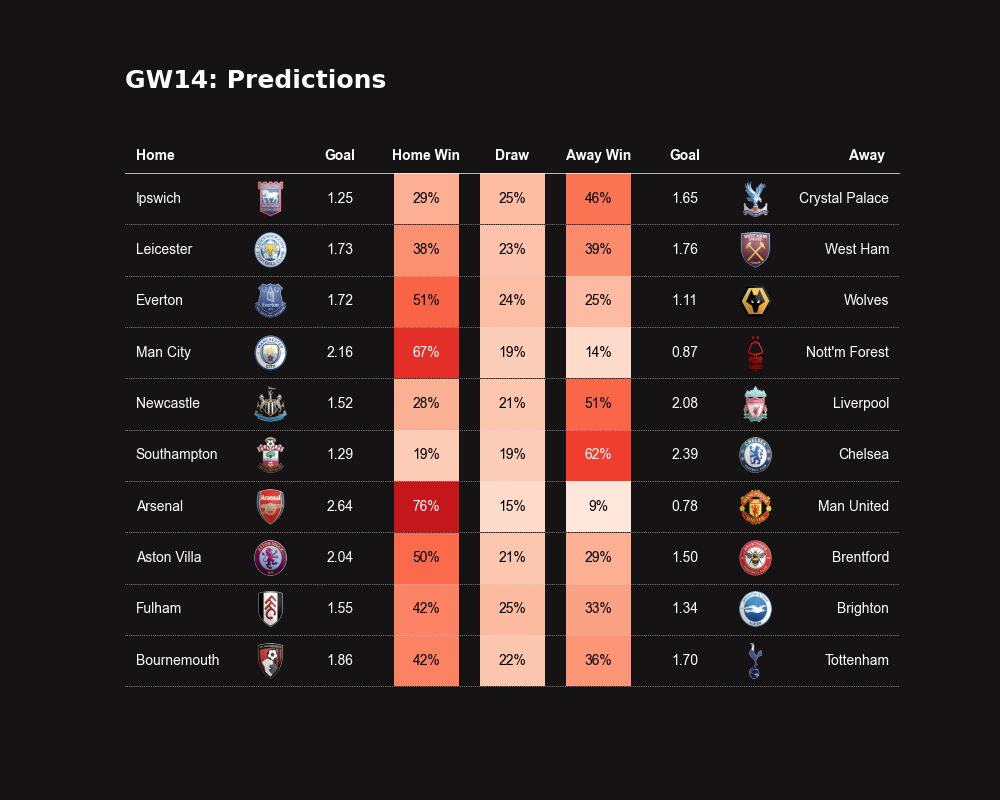 GW14: Predictions
Home Goal Home Win Draw Away Win Goal Away
Ipswich 1.25 29% 25% 46% 1.65 Crystal Palace
Leicester 1.73 38% 23% 39% 1.76 West Ham
Everton 1.72 51% 24% 25% 1.11 Wolves
Man City 2.16 67% 19% 14% 0.87 Nott'm Forest
Newcastle 1.52 28% 21% 51% 2.08 Liverpool
Southampton 1.29 19% 19% 62% 2.39 Chelsea
Arsenal 2.64 76% 15% 9% 0.78 Man United
Aston Villa 2.04 50% 21% 29% 1.50 Brentford
Fulham 1.55 42% 25% 33% 1.34 Brighton
Bournemouth 1.86 42% 22% 36% 1.70 Tottenham